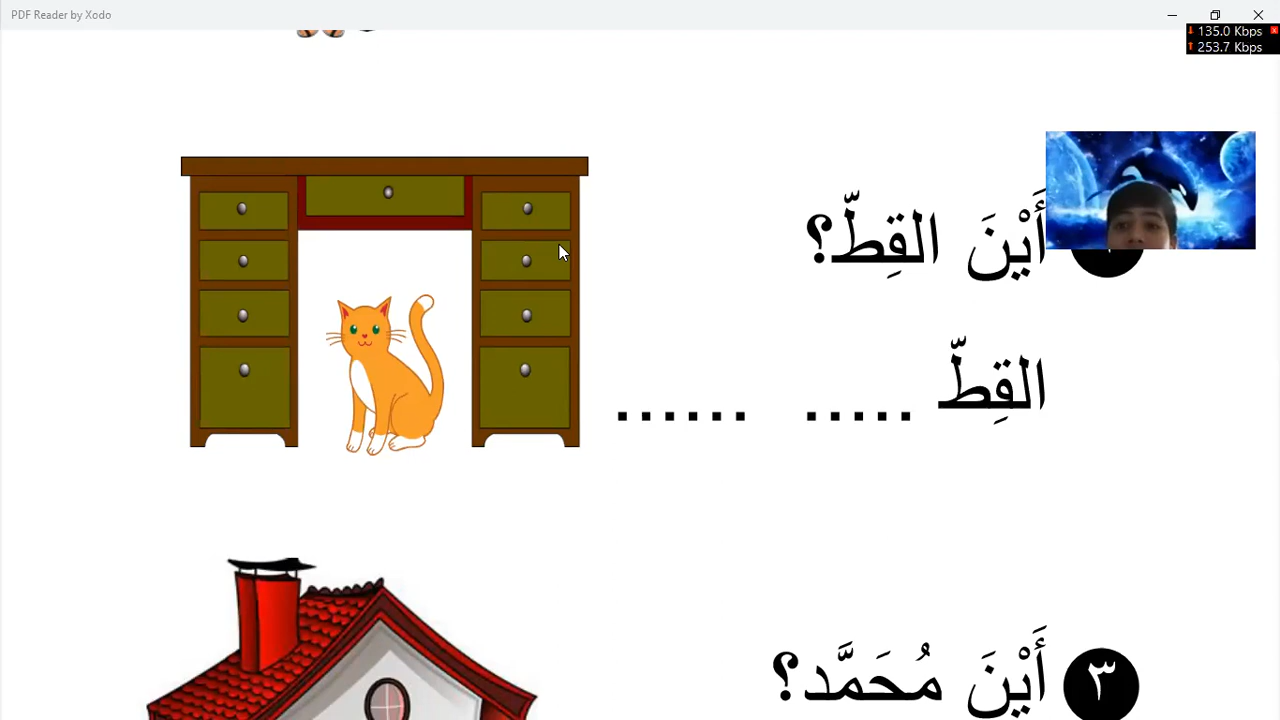 PDF Reader by Xodo
135.0 Kbps
253.7 Kbps
أَيْنَ القِطّ؟
القِطّ ..... ......
٣ أَيْنَ مُحَمَّد؟